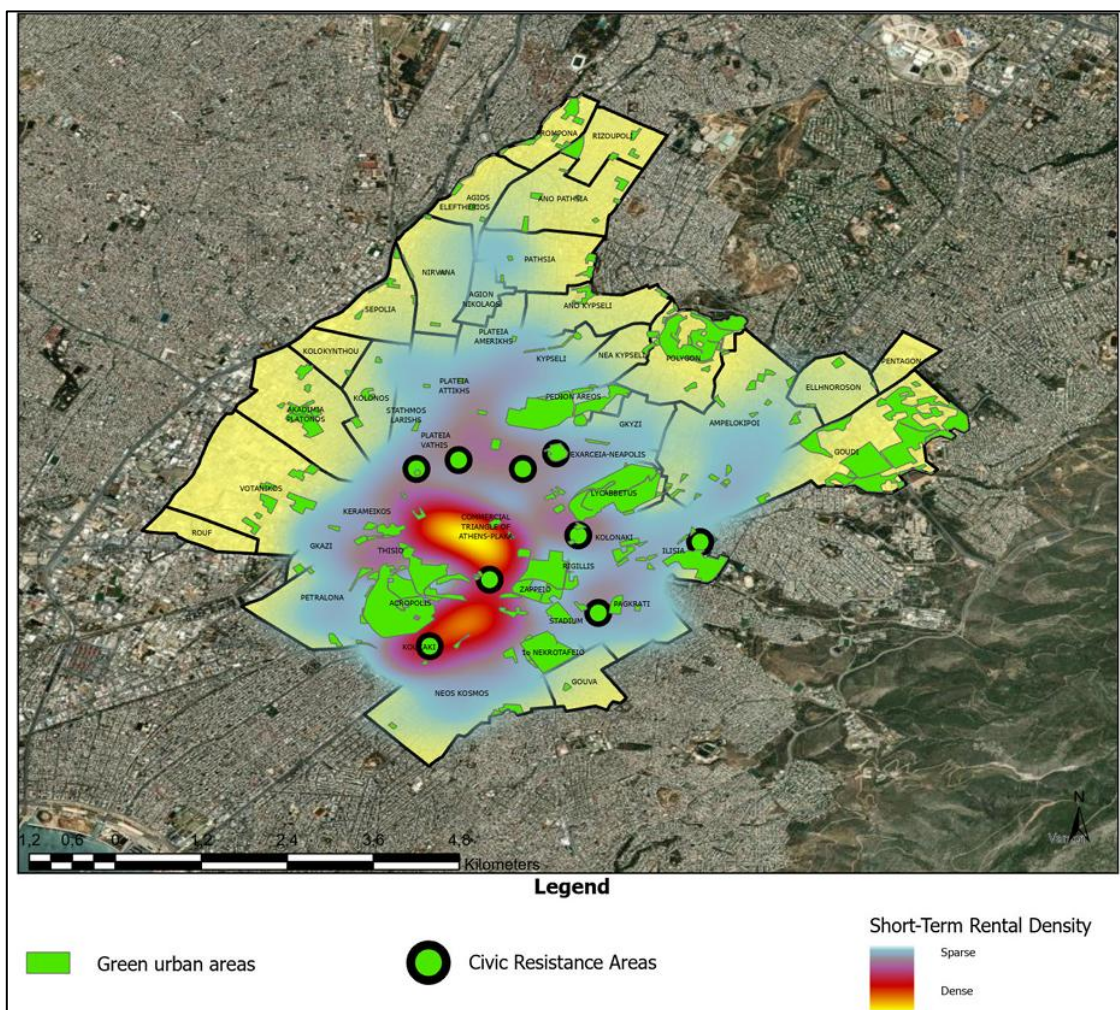 RIZOUPOLI
AGIOS
ELEFTHERIOS
ANO PATHSIA
NIRVANA
PATHSIA
AGION
NIKOLAOS
SEPOLIA
ANO KYPSELI
PLATEIA
AMERIKHS
KOLOKYNTHOU
KYPSELI
NEA KYPSELI
POLYGON
PENTAGON
ELLHNOROSON
PLATEIA
ATTIKHS
KOLONOS
PEDION AREOS
AKADIMIA
PLATONOS
STATHMOS
LARISHS
GKYZI
AMPELOKIPOI
PLATEIA
VATHIS
GOUDI
EXARCEIA-NEAPOLIS
VOTANIKOS
LYCABBETUS
KERAMEIKOS
COMMERCIAL
TRIANGLE OF
ATHENS-PLAKA
ROUF
KOLONAKI
GKAZI
THISIO
ILISIA
RIGILLIS
PETRALONA
ACROPOLIS
ZAPPEIO
PAGKRATI
STADIUM
KOUKAKI
1o NEKROTAFEIO
GOUVA
NEOS KOSMOS
N
1,2 0,6 0 1,2 2,4 3,6 4,8
Kilometers
Legend
Green urban areas
Civic Resistance Areas
Short-Term Rental Density
Sparse
Dense